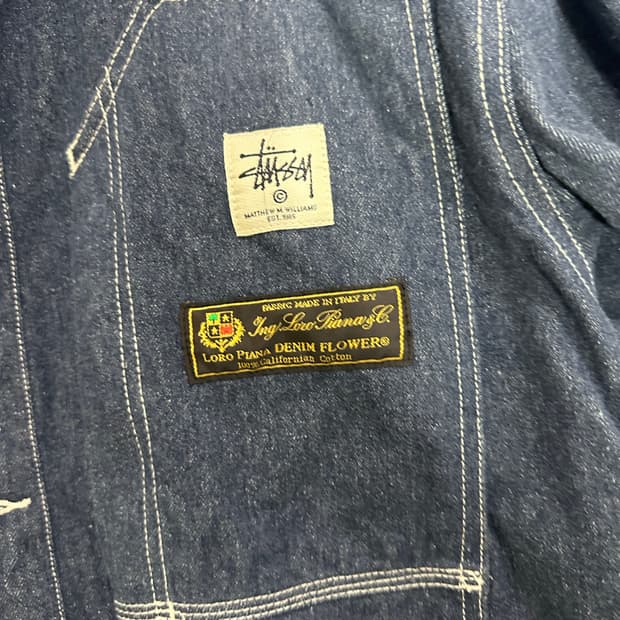 Stüssy
©
MATTHEW M. WILLIAMS
EST. 1985
FABRIC MADE IN ITALY BY
Ing. Loro Piana & C.
LORO PIANA DENIM FLOWER®
100% Californian Cotton